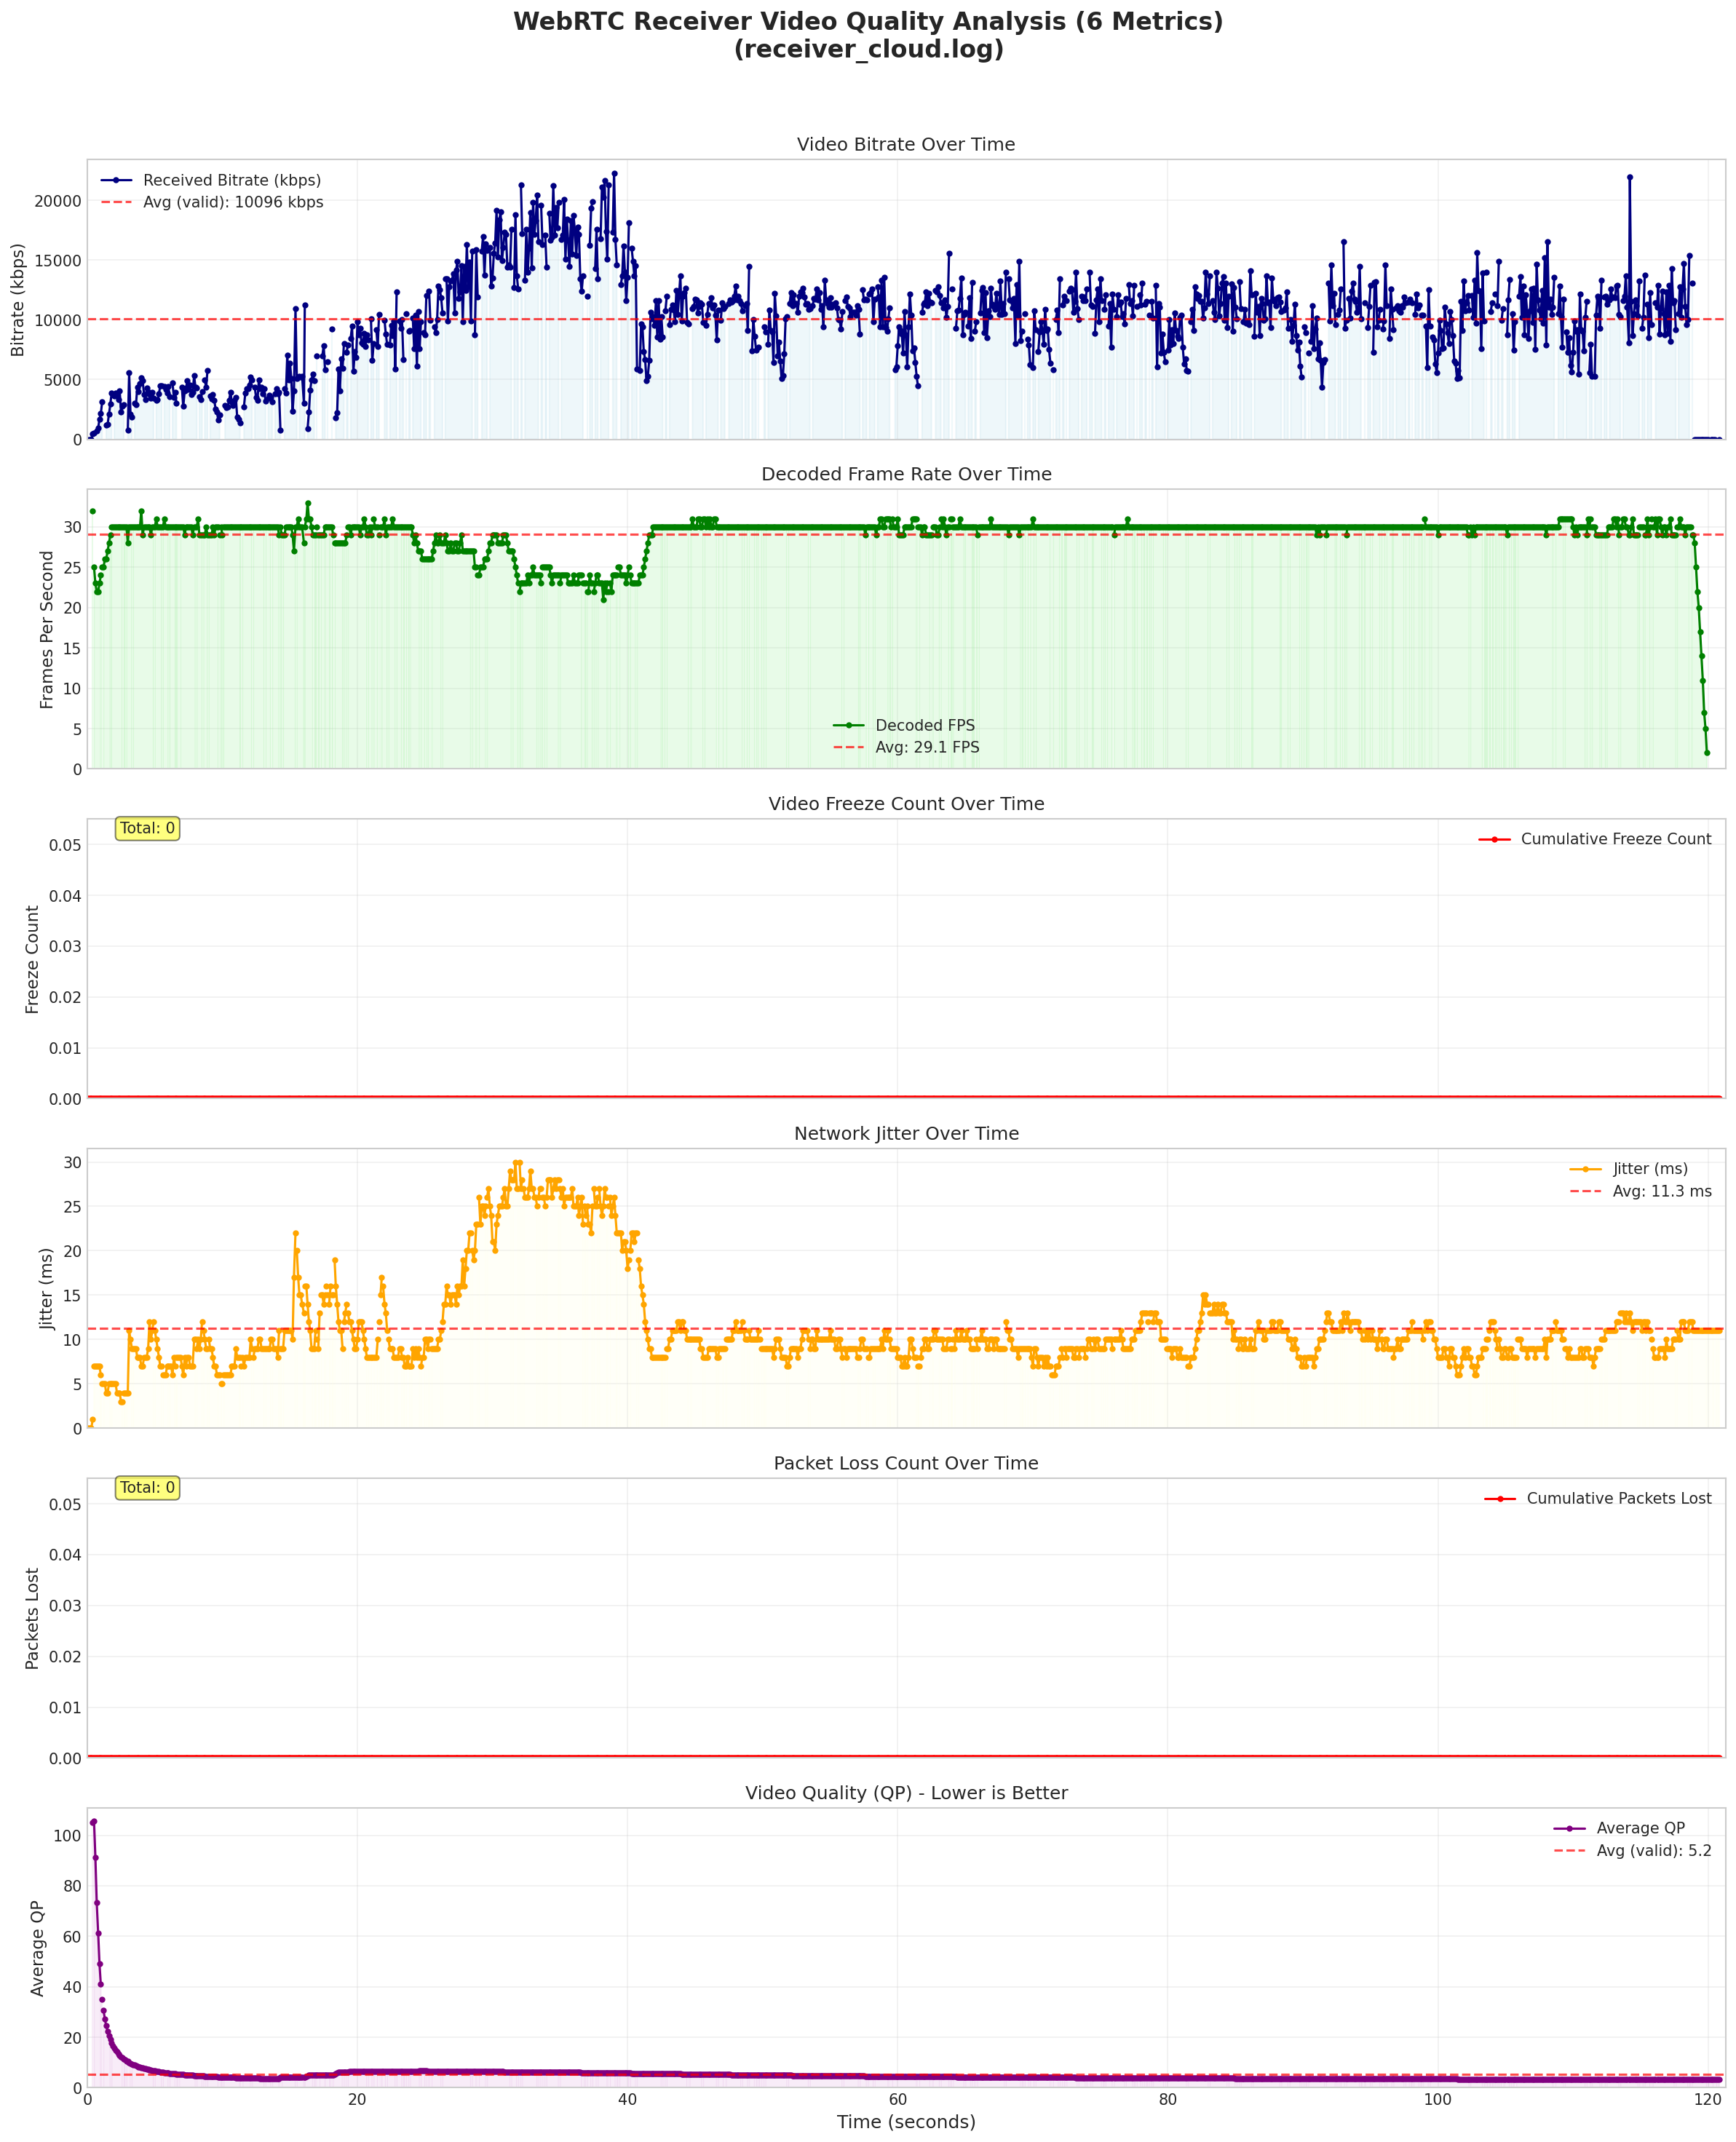 WebRTC Receiver Video Quality Analysis (6 Metrics)
(receiver_cloud.log)
Video Bitrate Over Time
Received Bitrate (kbps)
Avg (valid): 10096 kbps
Bitrate (kbps)
20000
15000
10000
5000
0
Decoded Frame Rate Over Time
Frames Per Second
30
25
20
15
10
5
0
Decoded FPS
Avg: 29.1 FPS
Video Freeze Count Over Time
Total: 0
Cumulative Freeze Count
Freeze Count
0.05
0.04
0.03
0.02
0.01
0.00
Network Jitter Over Time
Jitter (ms)
Avg: 11.3 ms
Jitter (ms)
30
25
20
15
10
5
0
Packet Loss Count Over Time
Total: 0
Cumulative Packets Lost
Packets Lost
0.05
0.04
0.03
0.02
0.01
0.00
Video Quality (QP) - Lower is Better
Average QP
Avg (valid): 5.2
Average QP
100
80
60
40
20
0
0 20 40 60 80 100 120
Time (seconds)